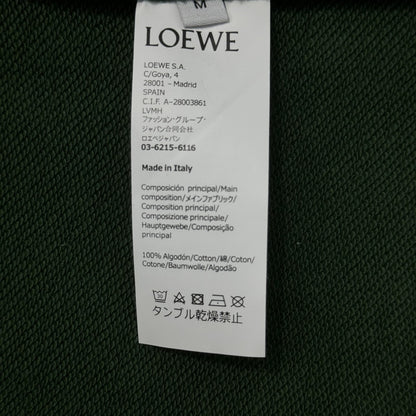 M
LOEWE
LOEWE S.A.
C/Goya, 4
28001 – Madrid
SPAIN
C.I.F. A-28003861
LVMH
ファッション・グループ・
ジャパン合同会社
ロエベジャパン
03-6215-6116
Made in Italy
Composición principal/Main
composition/メインファブリック/
Composition principal/
Composizione principale/
Hauptgewebe/Composição
principal
100% Algodón/Cotton/綿/Coton/
Cotone/Baumwolle/Algodão
タンブル乾燥禁止